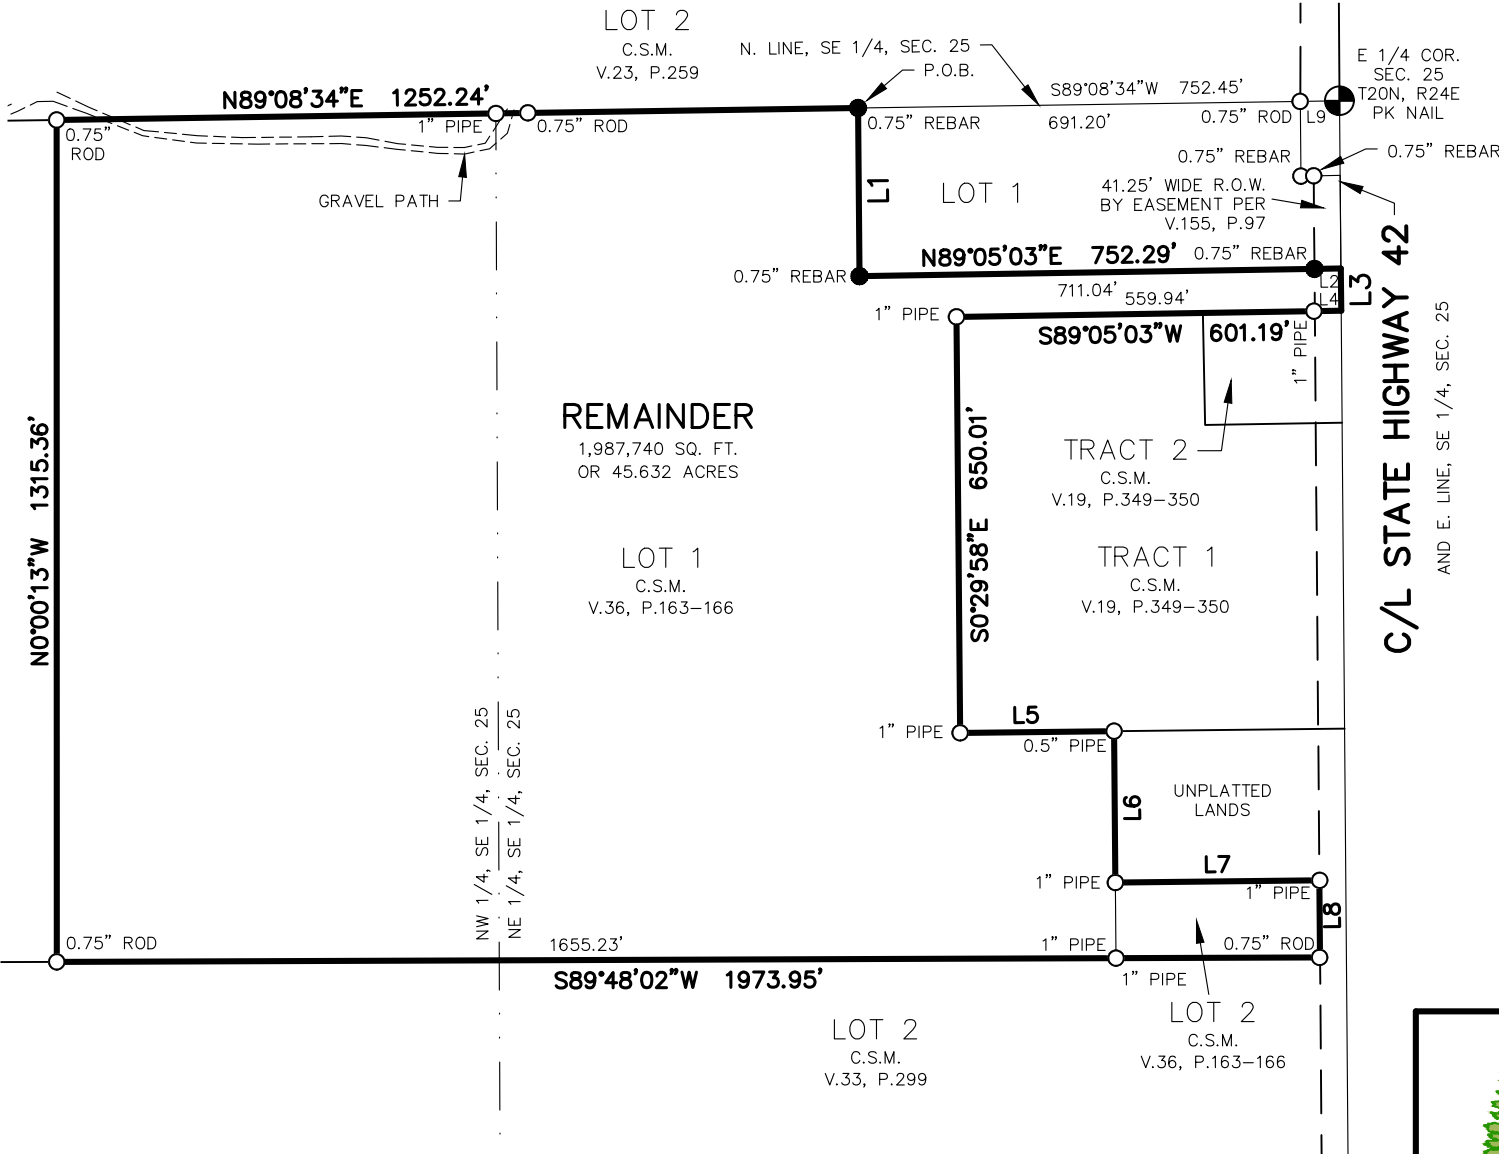 LOT 2
C.S.M.
V.23, P.259
N. LINE, SE 1/4, SEC. 25
P.O.B.
S89°08'34"W 752.45'
E 1/4 COR.
SEC. 25
T20N, R24E
PK NAIL
N89°08'34"E 1252.24'
1" PIPE
0.75" ROD
0.75" REBAR
691.20'
0.75" ROD
L9
0.75"
ROD
0.75" REBAR
0.75" REBAR
GRAVEL PATH
L1
LOT 1
41.25' WIDE R.O.W.
BY EASEMENT PER
V.155, P.97
N89°05'03"E 752.29'
0.75" REBAR
0.75" REBAR
L2
L3
L4
711.04'
559.94'
1" PIPE
S89°05'03"W 601.19'
1" PIPE
C/L STATE HIGHWAY 42
AND E. LINE, SE 1/4, SEC. 25
REMAINDER
1,987,740 SQ. FT.
OR 45.632 ACRES
N0°00'13"W 1315.36'
S0°29'58"E 650.01'
TRACT 2
C.S.M.
V.19, P.349-350
LOT 1
C.S.M.
V.36, P.163-166
TRACT 1
C.S.M.
V.19, P.349-350
NW 1/4, SE 1/4, SEC. 25
NE 1/4, SE 1/4, SEC. 25
1" PIPE
L5
0.5" PIPE
L6
UNPLATTED
LANDS
L7
1" PIPE
1" PIPE
L8
0.75" ROD
1655.23'
1" PIPE
0.75" ROD
S89°48'02"W 1973.95'
1" PIPE
LOT 2
C.S.M.
V.33, P.299
LOT 2
C.S.M.
V.36, P.163-166